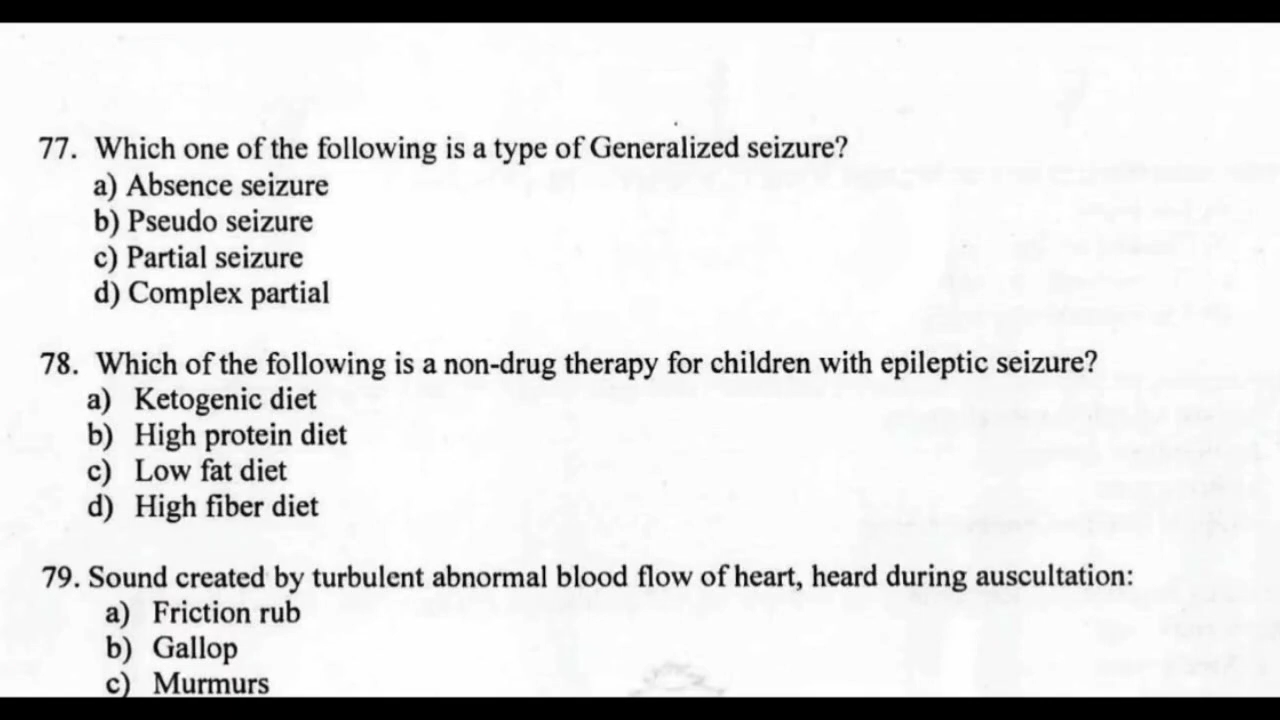 77. Which one of the following is a type of Generalized seizure?
a) Absence seizure
b) Pseudo seizure
c) Partial seizure
d) Complex partial
78. Which of the following is a non-drug therapy for children with epileptic seizure?
a) Ketogenic diet
b) High protein diet
c) Low fat diet
d) High fiber diet
79. Sound created by turbulent abnormal blood flow of heart, heard during auscultation:
a) Friction rub
b) Gallop
c) Murmurs